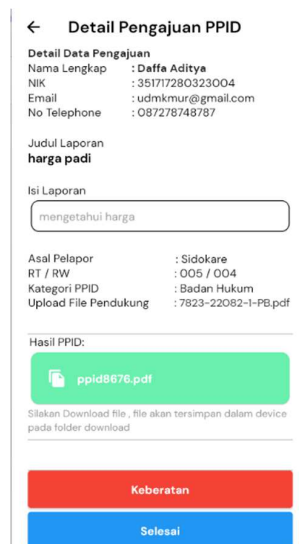 ← Detail Pengajuan PPID
Detail Data Pengajuan
Nama Lengkap : Daffa Aditya
NIK : 351717280323004
Email : udmkmur@gmail.com
No Telephone : 087278748787
Judul Laporan
harga padi
Isi Laporan
mengetahui harga
Asal Pelapor : Sidokare
RT / RW : 005 / 004
Kategori PPID : Badan Hukum
Upload File Pendukung : 7823-22082-1-PB.pdf
Hasil PPID:
ppid8676.pdf
Silakan Download file , file akan tersimpan dalam device
pada folder download
Keberatan
Selesai